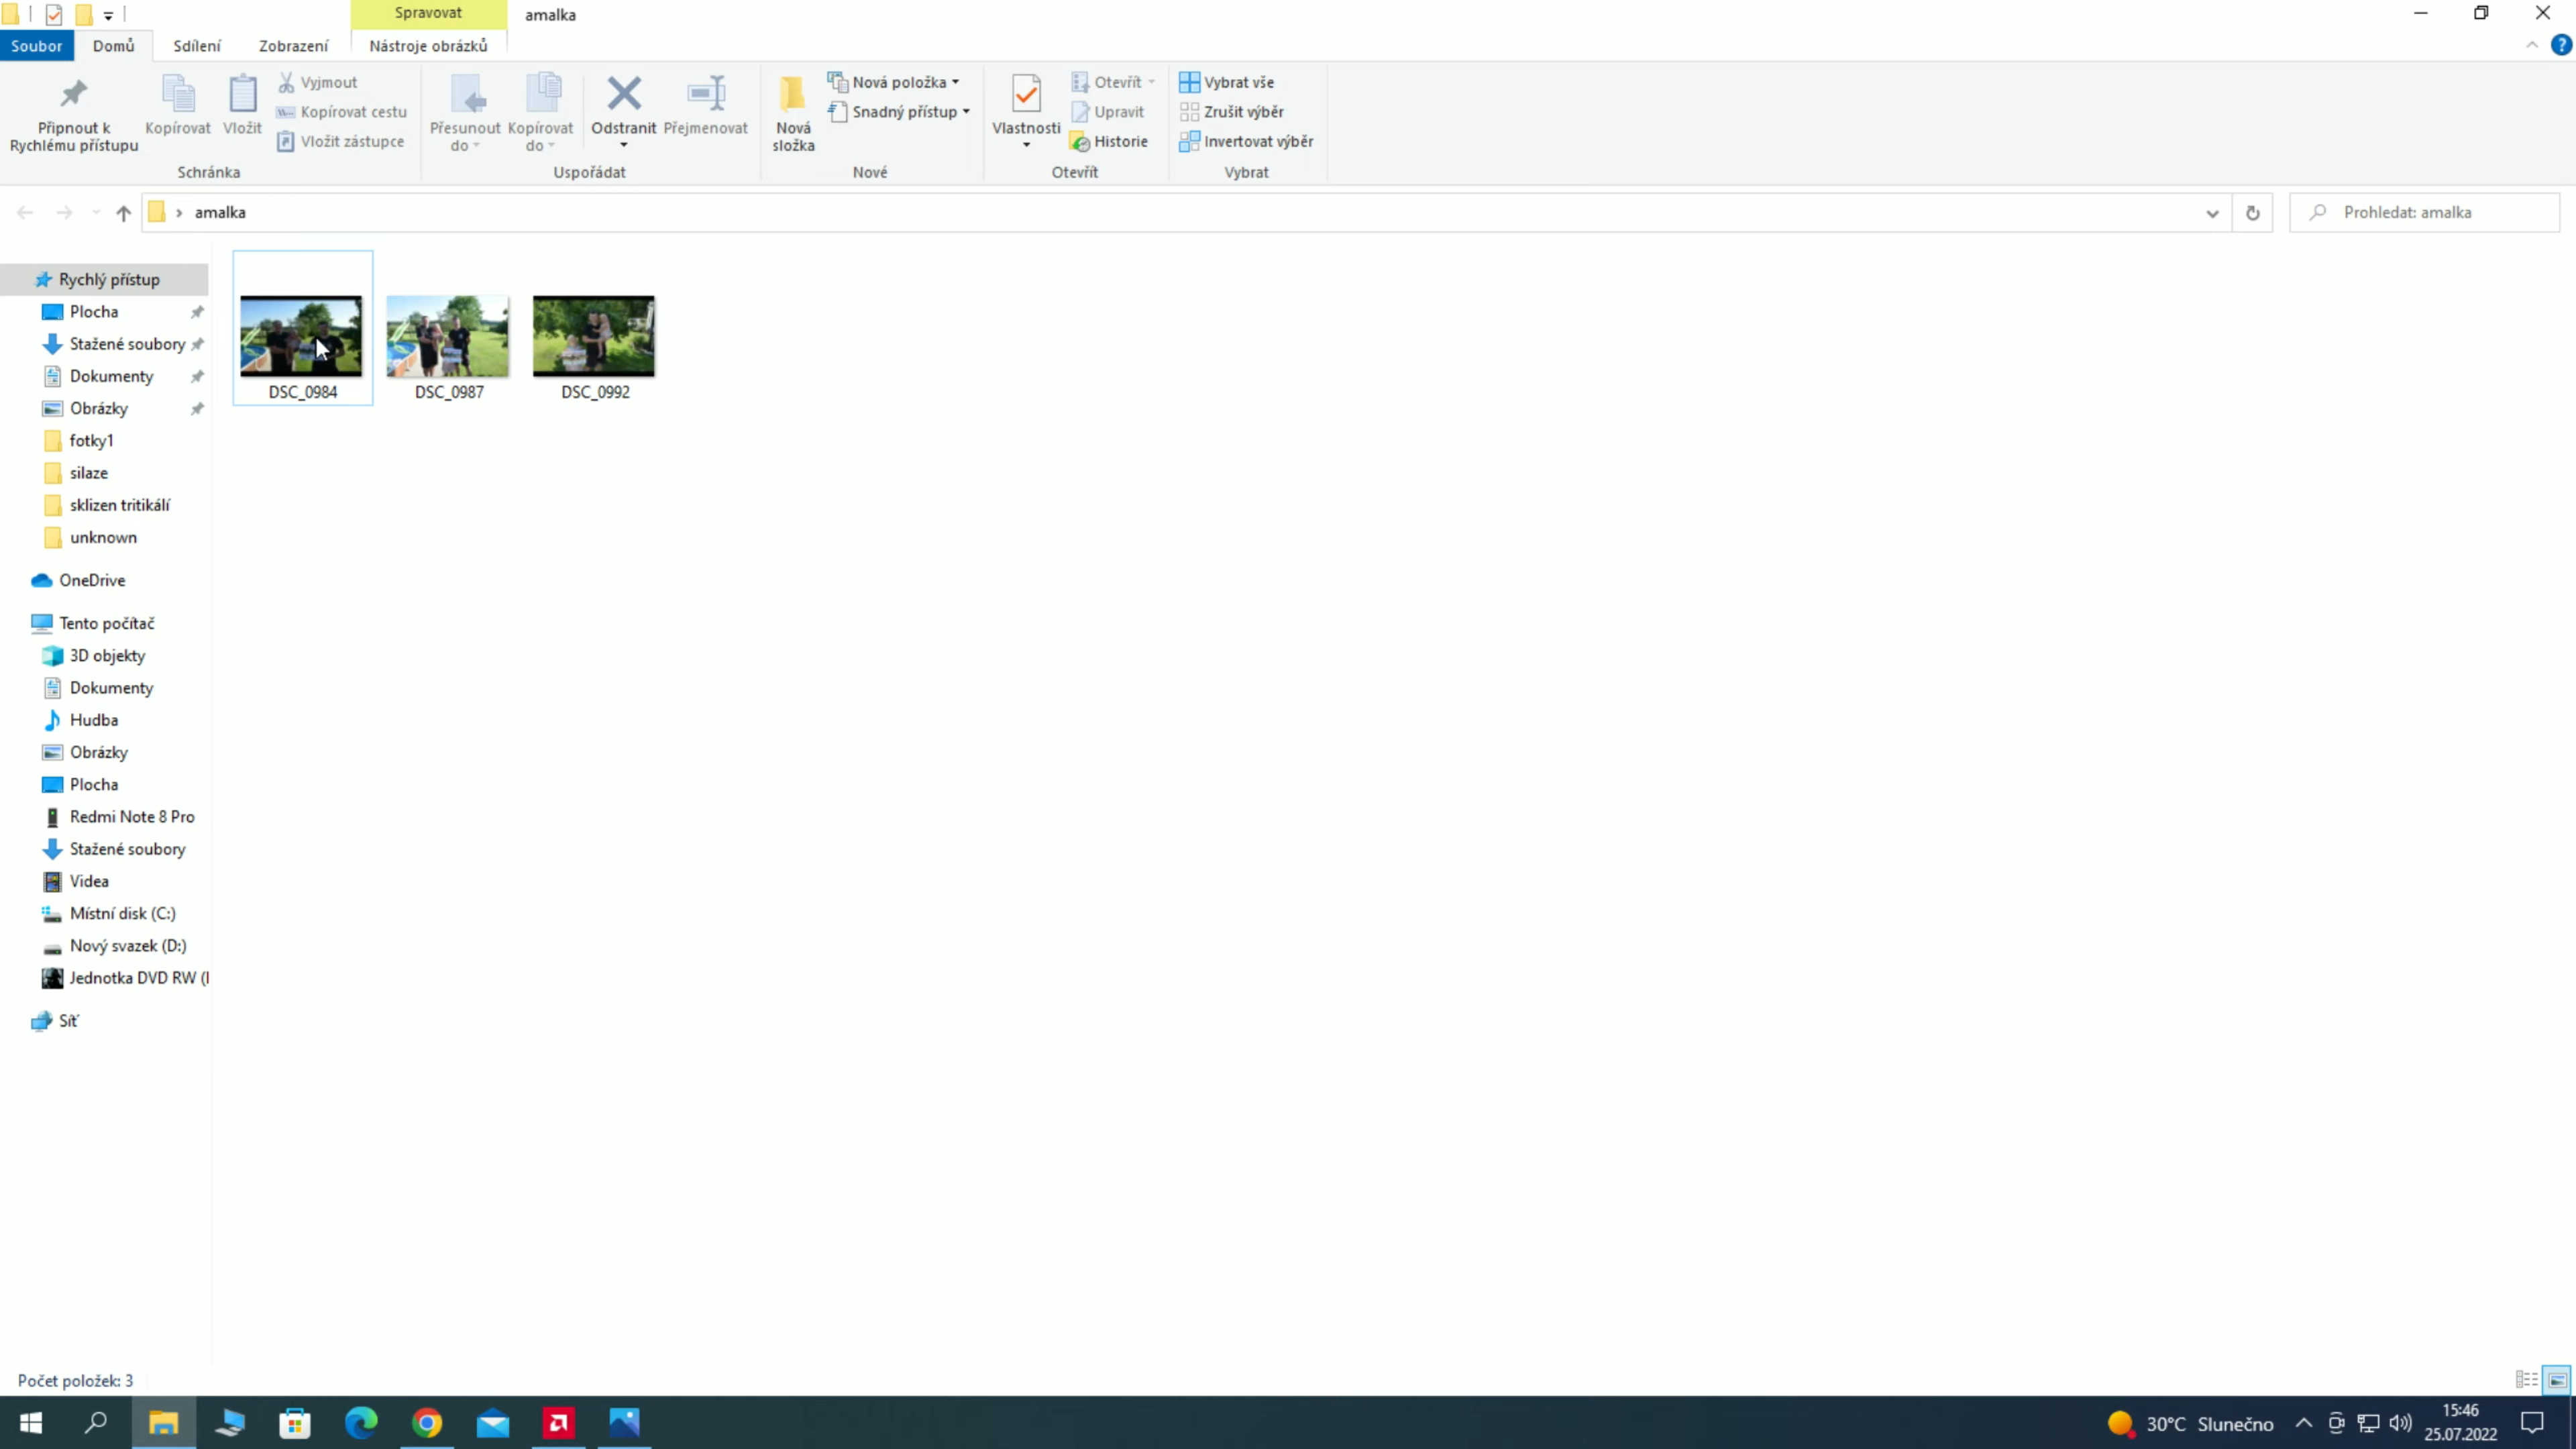 Spravovat
amalka
Soubor
Domů
Sdílení
Zobrazení
Nástroje obrázků
Připnout k
Rychlému přístupu
Kopírovat
Vložit
Vyjmout
Kopírovat cestu
Vložit zástupce
Schránka
Přesunout
do
Kopírovat
do
Odstranit
Přejmenovat
Uspořádat
Nová
složka
Nová položka
Snadný přístup
Nové
Vlastnosti
Otevřít
Upravit
Historie
Otevřít
Vybrat vše
Zrušit výběr
Invertovat výběr
Vybrat
amalka
Prohledat: amalka
Rychlý přístup
Plocha
Stažené soubory
Dokumenty
Obrázky
fotky1
silaze
sklizen tritikálí
unknown
OneDrive
Tento počítač
3D objekty
Dokumenty
Hudba
Obrázky
Plocha
Redmi Note 8 Pro
Stažené soubory
Videa
Místní disk (C:)
Nový svazek (D:)
Jednotka DVD RW (
Síť
DSC_0984
DSC_0987
DSC_0992
Počet položek: 3
30°C Slunečno
15:46
25.07.2022